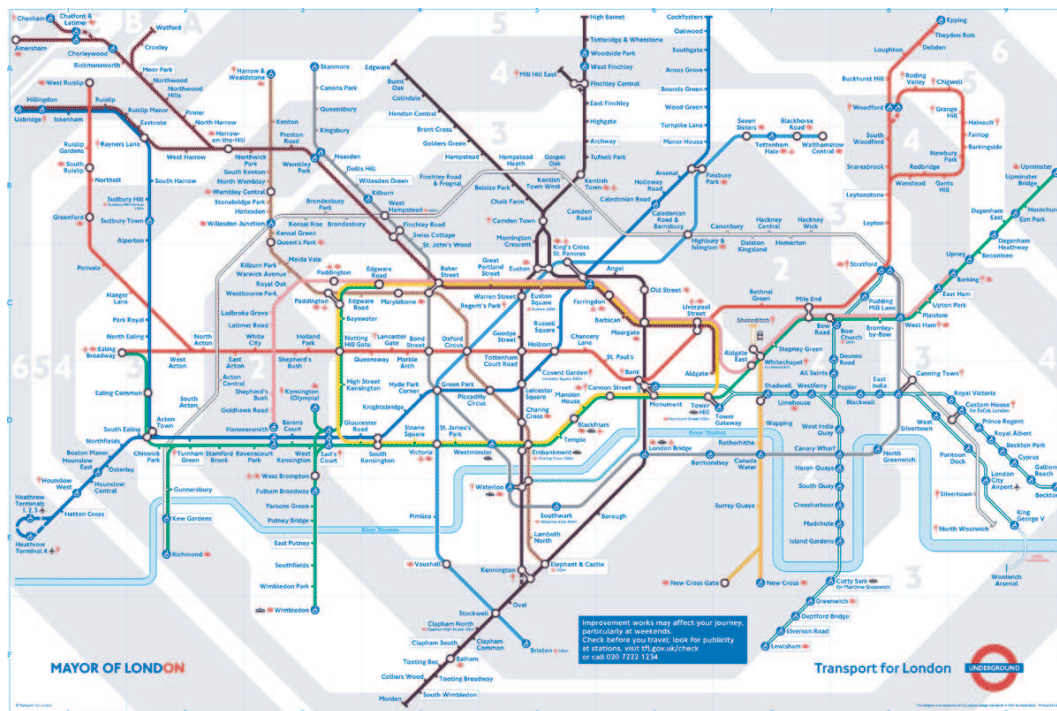 Chesham
Chalfont &
Latimer
Watford
Croxley
Amersham
Chorleywood
Rickmansworth
Moor Park
Northwood
Northwood
Hills
Pinner
North Harrow
Harrow-
on-the-Hill
West Ruislip
Hillingdon
Ruislip
Ruislip Manor
Eastcote
Uxbridge
Ickenham
Rayners Lane
West Harrow
Ruislip
Gardens
South
Ruislip
Northolt
South Harrow
Sudbury Hill
Sudbury Town
Greenford
Alperton
Perivale
Hanger
Lane
Park Royal
North Ealing
Ealing
Broadway
West
Acton
North
Acton
East
Acton
White
City
Shepherd's
Bush
Holland
Park
Notting
Hill Gate
Lancaster
Gate
Queensway
Marble
Arch
Bond
Street
Oxford
Circus
Tottenham
Court Road
Holborn
Chancery
Lane
St. Paul's
Bank
Harrow &
Wealdstone
Kenton
Northwick
Park
Preston
Road
South Kenton
North Wembley
Wembley Central
Stonebridge Park
Harlesden
Willesden Junction
Kensal Green
Queen's Park
Kilburn Park
Warwick Avenue
Royal Oak
Westbourne Park
Ladbroke Grove
Latimer Road
Maida Vale
Paddington
Stanmore
Canons Park
Queensbury
Kingsbury
Wembley
Park
Neasden
Dollis Hill
Willesden Green
Kilburn
West
Hampstead
Finchley Road
Swiss Cottage
St. John's Wood
Baker
Street
Kensal Rise
Brondesbury
Park
Brondesbury
Finchley Road
& Frognal
Edgware
Burnt
Oak
Colindale
Hendon Central
Brent Cross
Golders Green
Hampstead
Belsize Park
Chalk Farm
Camden Town
Mornington
Crescent
Euston
High Barnet
Totteridge & Whetstone
Woodside Park
West Finchley
Mill Hill East
Finchley Central
East Finchley
Highgate
Archway
Tufnell Park
Kentish
Town
Hampstead
Heath
Gospel
Oak
Kentish
Town West
Camden
Road
King's Cross
St. Pancras
Cockfosters
Oakwood
Southgate
Arnos Grove
Bounds Green
Wood Green
Turnpike Lane
Manor House
Finsbury
Park
Arsenal
Holloway
Road
Caledonian Road
Caledonian
Road &
Barnsbury
Highbury &
Islington
Seven
Sisters
Tottenham
Hale
Blackhorse
Road
Walthamstow
Central
Canonbury
Dalston
Kingsland
Hackney
Central
Homerton
Hackney
Wick
Stratford
Epping
Theydon Bois
Debden
Loughton
Buckhurst Hill
Roding
Valley
Chigwell
Grange
Hill
Hainault
Fairlop
Barkingside
Newbury
Park
Gants
Hill
Redbridge
Wanstead
Woodford
South
Woodford
Snaresbrook
Leytonstone
Leyton
Upminster
Upminster
Bridge
Hornchurch
Elm Park
Dagenham
East
Dagenham
Heathway
Becontree
Upney
Barking
East Ham
Upton Park
Plaistow
West Ham
Bromley-
by-Bow
Bow
Road
Bow
Church
Pudding
Mill Lane
Mile End
Bethnal
Green
Liverpool
Street
Shoreditch
Stepney Green
Whitechapel
Aldgate
East
Aldgate
Edgware
Road
Marylebone
Edgware
Road
Paddington
Bayswater
Great
Portland
Street
Warren Street
Regent's Park
Euston
Square
Goodge
Street
Russell
Square
Angel
Old Street
Farringdon
Barbican
Moorgate
High Street
Kensington
Hyde Park
Corner
Green Park
Knightsbridge
Piccadilly
Circus
Covent Garden
Leicester
Square
Charing
Cross
Cannon Street
Mansion
House
Monument
Tower
Hill
Tower
Gateway
Blackfriars
Temple
Embankment
Westminster
St. James's
Park
Victoria
Sloane
Square
South
Kensington
Gloucester
Road
Earl's
Court
Kensington
(Olympia)
Barons
Court
Hammersmith
Goldhawk Road
Shepherd's
Bush
Acton
Central
South
Acton
Ealing Common
South Ealing
Acton
Town
Northfields
Boston Manor
Hounslow
East
Osterley
Hounslow
Central
Hounslow
West
Hatton Cross
Heathrow
Terminals
1, 2, 3
Heathrow
Terminal 4
Chiswick
Park
Turnham
Green
Stamford
Brook
Ravenscourt
Park
West
Kensington
Gunnersbury
Kew Gardens
Richmond
West Brompton
Fulham Broadway
Parsons Green
Putney Bridge
East Putney
Southfields
Wimbledon Park
Wimbledon
Pimlico
Vauxhall
Stockwell
Brixton
Waterloo
Southwark
Lambeth
North
Elephant & Castle
Kennington
Oval
Borough
London Bridge
Clapham North
Clapham
Common
Clapham South
Balham
Tooting Bec
Tooting Broadway
Colliers Wood
South Wimbledon
Morden
Bermondsey
Canada
Water
Rotherhithe
Wapping
Shadwell
Surrey Quays
New Cross Gate
New Cross
Limehouse
Westferry
Poplar
All Saints
Devons
Road
West India
Quay
Canary Wharf
Heron Quays
South Quay
Crossharbour
Mudchute
Island Gardens
Cutty Sark
for Maritime Greenwich
Greenwich
Deptford Bridge
Elverson Road
Lewisham
Blackwall
East
India
Canning Town
North
Greenwich
West
Silvertown
Royal Victoria
Custom House
for ExCeL London
Prince Regent
Royal Albert
Beckton
Park
Cyprus
Gallions
Reach
Beckton
Pontoon
Dock
London
City
Airport
Silvertown
King
George V
North Woolwich
Woolwich
Arsenal
River Thames
River Thames
Improvement works may affect your journey,
particularly at weekends.
Check before you travel; look for publicity
at stations, visit tfl.gov.uk/check
or call 020 7222 1234
MAYOR OF LONDON
Transport for London
UNDERGROUND